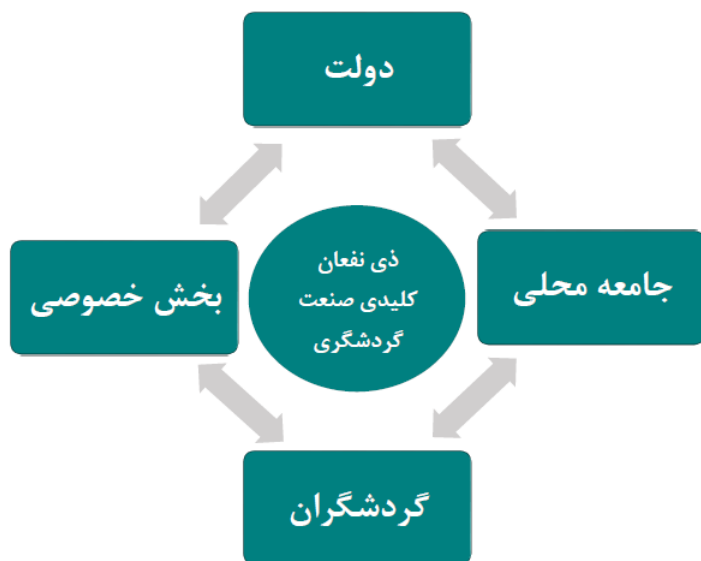 دولت
جامعه محلی
ذی نفعان
کلیدی صنعت
گردشگری
بخش خصوصی
گردشگران